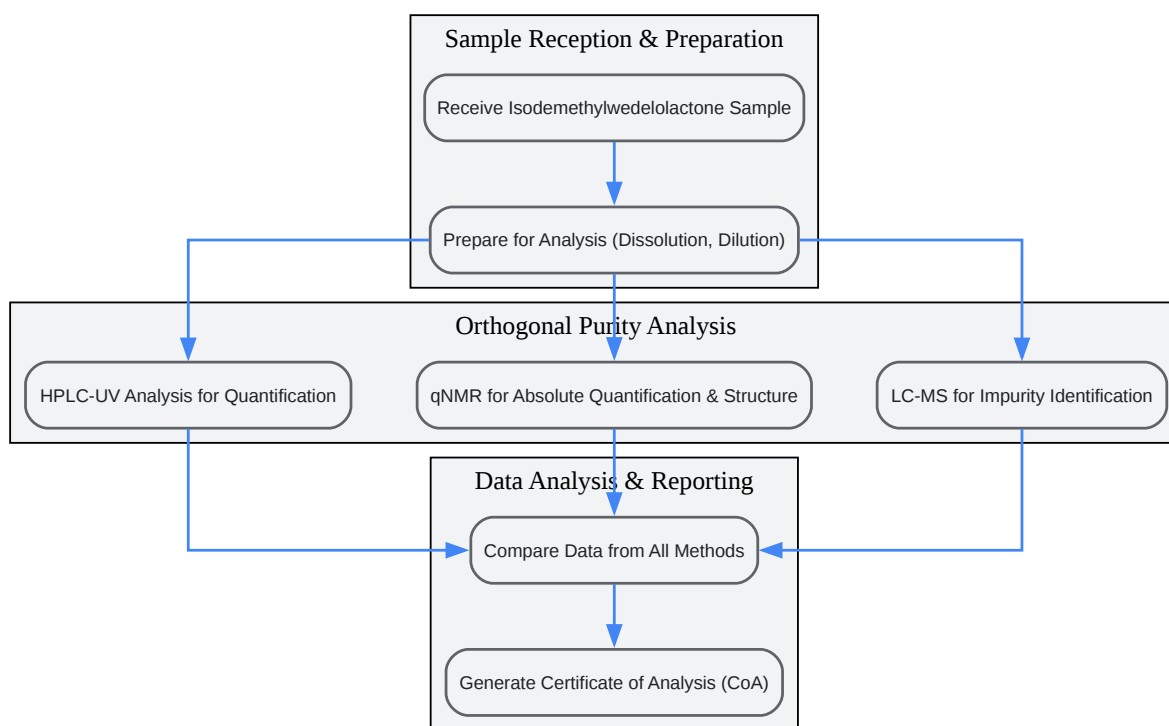 Sample Reception & Preparation
Receive Isodemethylwedelolactone Sample
Prepare for Analysis (Dissolution, Dilution)
Orthogonal Purity Analysis
HPLC-UV Analysis for Quantification
qNMR for Absolute Quantification & Structure
LC-MS for Impurity Identification
Data Analysis & Reporting
Compare Data from All Methods
Generate Certificate of Analysis (CoA)